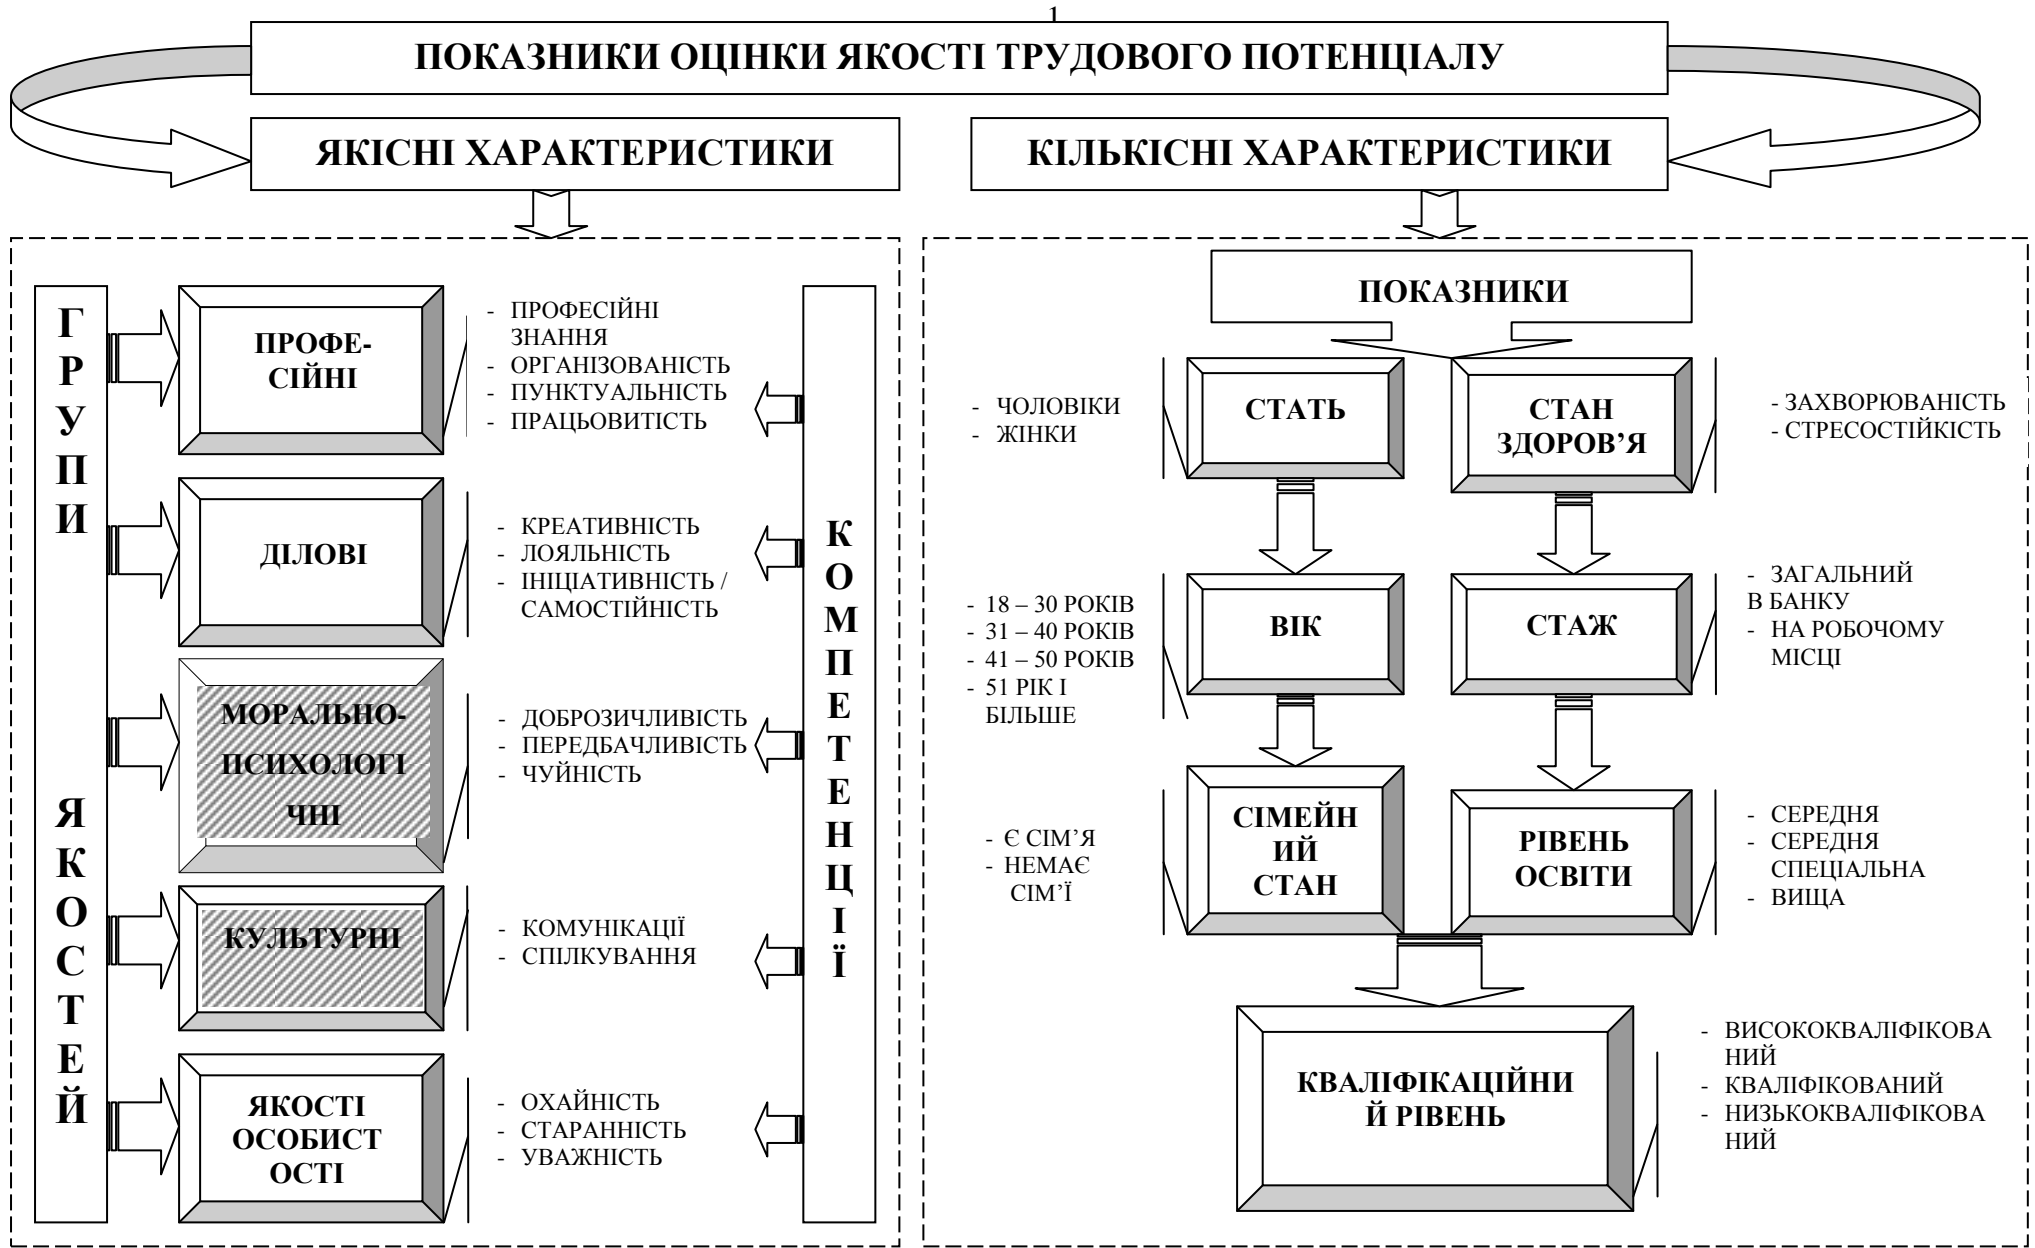 1
ПОКАЗНИКИ ОЦІНКИ ЯКОСТІ ТРУДОВОГО ПОТЕНЦІАЛУ
ЯКІСНІ ХАРАКТЕРИСТИКИ
КІЛЬКІСНІ ХАРАКТЕРИСТИКИ
ГРУПИ ЯКОСТЕЙ
ПРОФЕ-
СІЙНІ
- ПРОФЕСІЙНІ
ЗНАННЯ
- ОРГАНІЗОВАНІСТЬ
- ПУНКТУАЛЬНІСТЬ
- ПРАЦЬОВИТІСТЬ
ДІЛОВІ
- КРЕАТИВНІСТЬ
- ЛОЯЛЬНІСТЬ
- ІНІЦІАТИВНІСТЬ /
САМОСТІЙНІСТЬ
МОРАЛЬНО-
ПСИХОЛОГІ
ЧНІ
- ДОБРОЗИЧЛИВІСТЬ
- ПЕРЕДБАЧЛИВІСТЬ
- ЧУЙНІСТЬ
КУЛЬТУРНІ
- КОМУНІКАЦІЇ
- СПІЛКУВАННЯ
ЯКОСТІ
ОСОБИСТ
ОСТІ
- ОХАЙНІСТЬ
- СТАРАННІСТЬ
- УВАЖНІСТЬ
КОМПЕТЕНЦІЇ
ПОКАЗНИКИ
- ЧОЛОВІКИ
- ЖІНКИ
СТАТЬ
СТАН
ЗДОРОВ’Я
- ЗАХВОРЮВАНІСТЬ
- СТРЕСОСТІЙКІСТЬ
- 18 – 30 РОКІВ
- 31 – 40 РОКІВ
- 41 – 50 РОКІВ
- 51 РІК І
БІЛЬШЕ
ВІК
СТАЖ
- ЗАГАЛЬНИЙ
В БАНКУ
- НА РОБОЧОМУ
МІСЦІ
- Є СІМ’Я
- НЕМАЄ
СІМ’Ї
СІМЕЙН
ИЙ
СТАН
РІВЕНЬ
ОСВІТИ
- СЕРЕДНЯ
- СЕРЕДНЯ
СПЕЦІАЛЬНА
- ВИЩА
КВАЛІФІКАЦІЙНИ
Й РІВЕНЬ
- ВИСОКОКВАЛІФІКОВА
НИЙ
- КВАЛІФІКОВАНИЙ
- НИЗЬКОКВАЛІФІКОВА
НИЙ